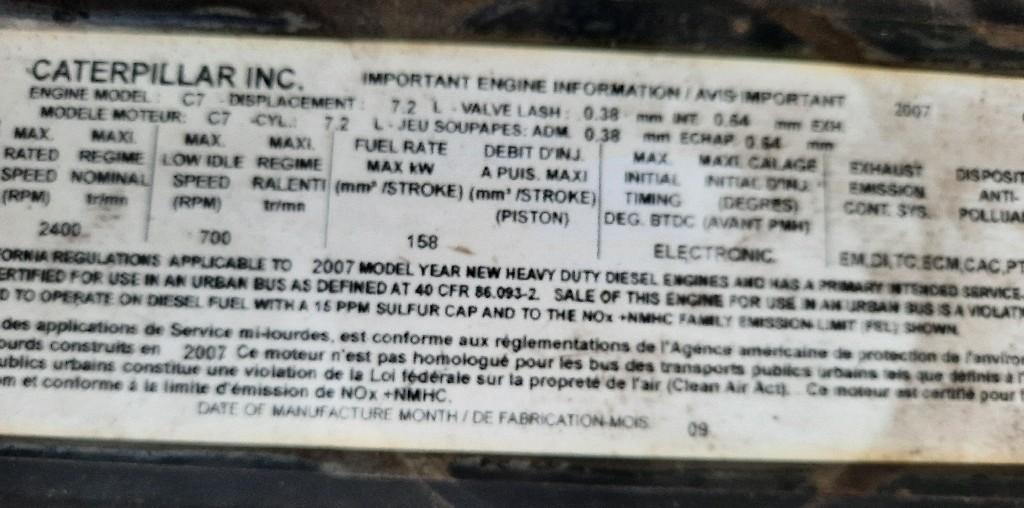 CATERPILLAR INC. IMPORTANT ENGINE INFORMATION / AVIS IMPORTANT
ENGINE MODEL: C7 - DISPLACEMENT: 7.2 L - VALVE LASH: 0.38 mm INT 0.64 mm EXH 2007
MODELE MOTEUR: C7 -CYL.: 7.2 L - JEU SOUPAPES: ADM. 0.38 mm ECHAP. 0.64 mm
MAX. MAXI. MAX. MAXI. FUEL RATE DEBIT D'INJ. MAX. MAXI. CALAGE EXHAUST DISPOSIT
RATED REGIME LOW IDLE REGIME MAX kW A PUIS. MAXI INITIAL INITIAL D'INJ. EMISSION ANTI-
SPEED NOMINAL SPEED RALENTI (mm³ /STROKE) (mm³ /STROKE) TIMING (DEGRES) CONT. SYS. POLLUA
(RPM) tr/mn (RPM) tr/mn (PISTON) DEG. BTDC (AVANT PMH)
2400 700 158 ELECTRONIC EM,DI,TC,ECM,CAC,PT
FORNIA REGULATIONS APPLICABLE TO 2007 MODEL YEAR NEW HEAVY DUTY DIESEL ENGINES AND HAS A PRIMARY INTENDED SERVICE
ERTIFIED FOR USE IN AN URBAN BUS AS DEFINED AT 40 CFR 86.093-2. SALE OF THIS ENGINE FOR USE IN AN URBAN BUS IS A VIOLATI
D TO OPERATE ON DIESEL FUEL WITH A 15 PPM SULFUR CAP AND TO THE NOx +NMHC FAMILY EMISSION LIMIT (FEL) SHOWN.
des applications de Service mi-lourdes, est conforme aux réglementations de l'Agence américaine de protection de l'enviro
ourds construits en 2007 Ce moteur n'est pas homologué pour les bus des transports publics urbains tels que définis à l'
ublics urbains constitue une violation de la Loi fédérale sur la propreté de l'air (Clean Air Act). Ce moteur est certifié pour
om et conforme à la limite d'émission de NOx +NMHC.
DATE OF MANUFACTURE MONTH / DE FABRICATION-MOIS 09